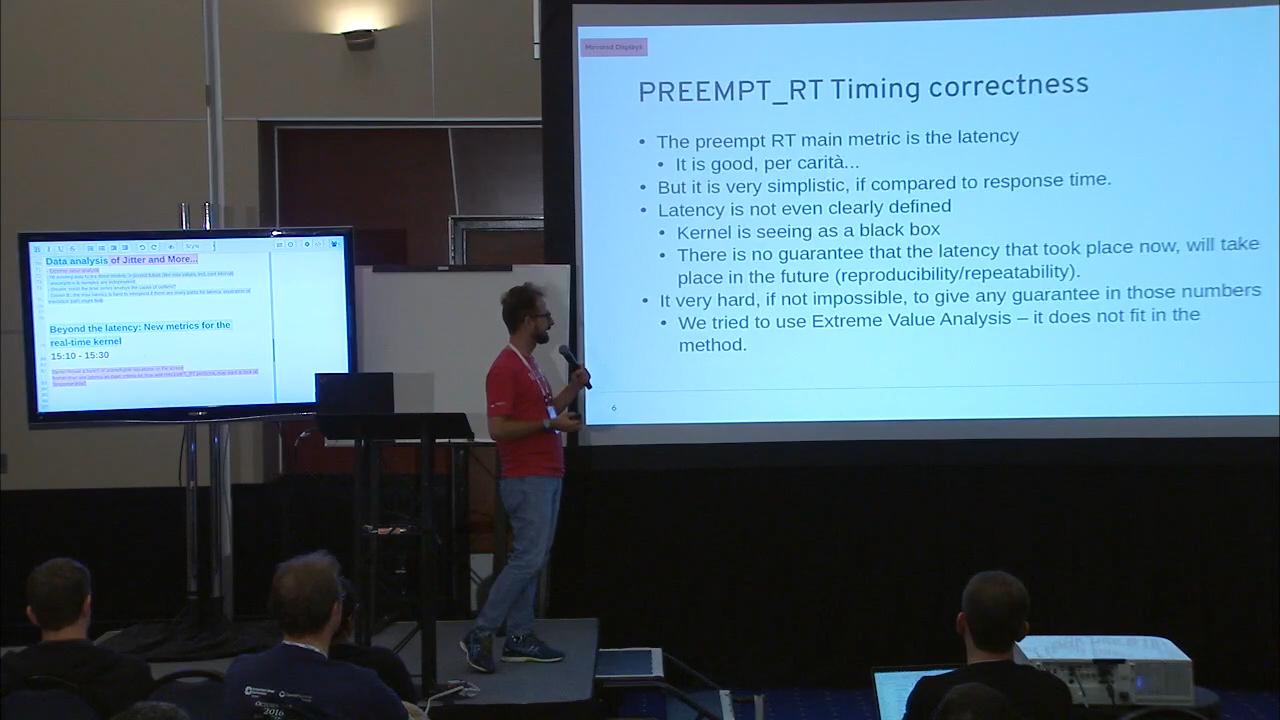 Mirrored Displays
PREEMPT_RT Timing correctness
• The preempt RT main metric is the latency
• It is good, per carità...
• But it is very simplistic, if compared to response time.
• Latency is not even clearly defined
• Kernel is seeing as a black box
• There is no guarantee that the latency that took place now, will take
place in the future (reproducibility/repeatability).
• It very hard, if not impossible, to give any guarantee in those numbers
• We tried to use Extreme Value Analysis – it does not fit in the
method.
6
Data analysis of Jitter and More...
Extreme value analysis
Beyond the latency: New metrics for the
real-time kernel
15:10 - 15:30
2016